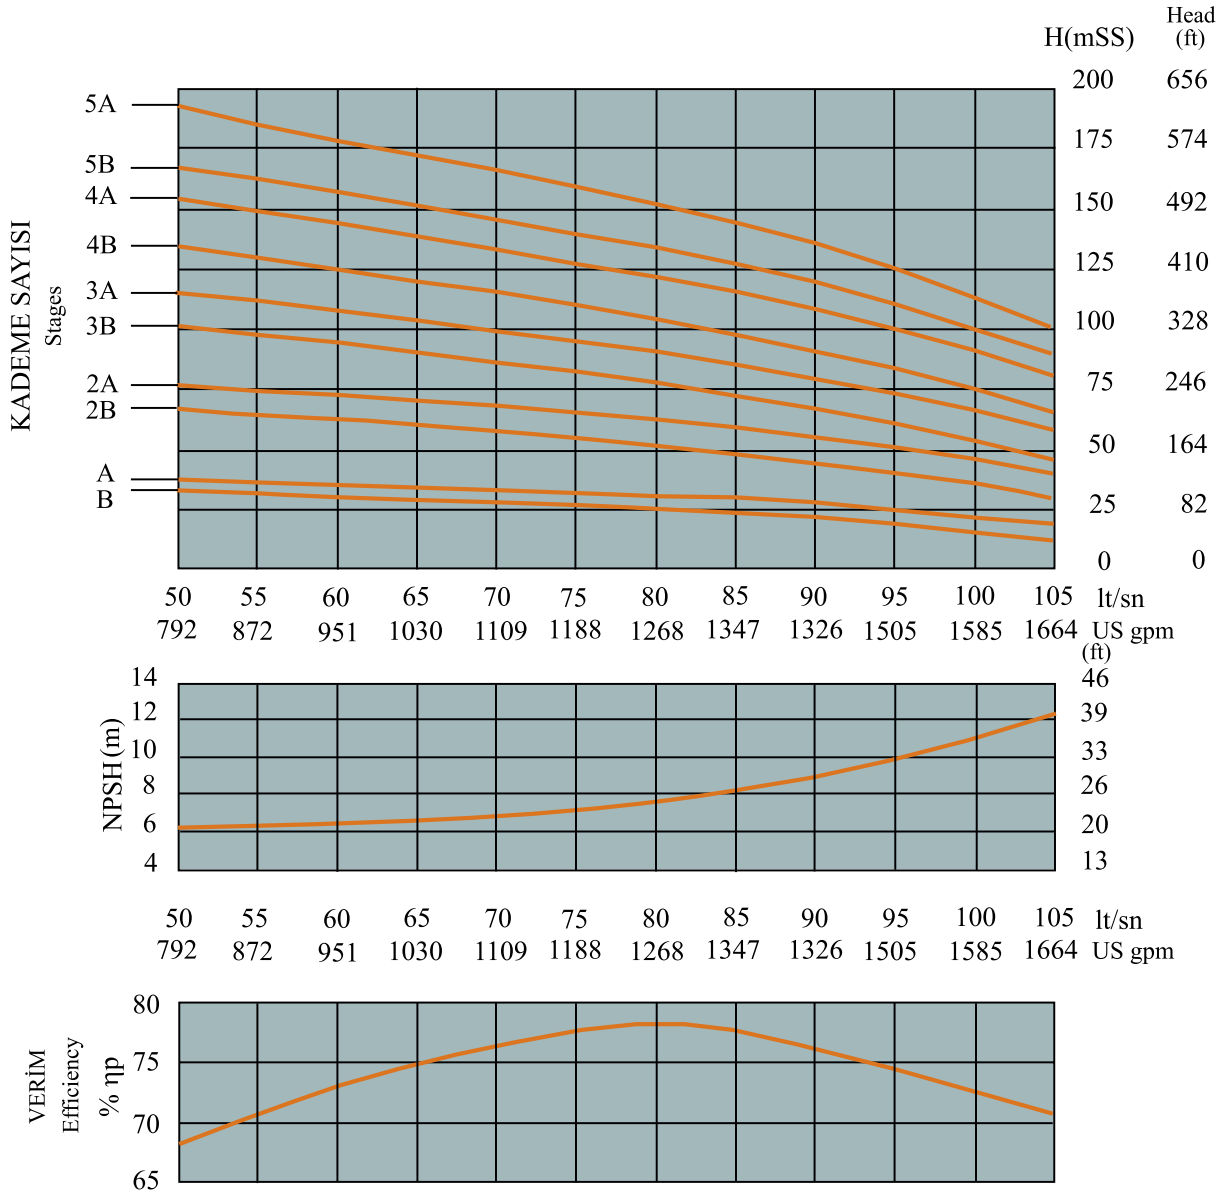 Head
H(mSS) (ft)
200 656
5A
175 574
5B
4A 150 492
4B 125 410
3A
3B 100 328
2A 75 246
2B
50 164
A
B 25 82
0 0
KADEME SAYISI
Stages
50 55 60 65 70 75 80 85 90 95 100 105 lt/sn
792 872 951 1030 1109 1188 1268 1347 1326 1505 1585 1664 US gpm
(ft)
14 46
12 39
10 33
8 26
6 20
4 13
NPSH (m)
50 55 60 65 70 75 80 85 90 95 100 105 lt/sn
792 872 951 1030 1109 1188 1268 1347 1326 1505 1585 1664 US gpm
80
75
70
65
VERİM
Efficiency
% ηp